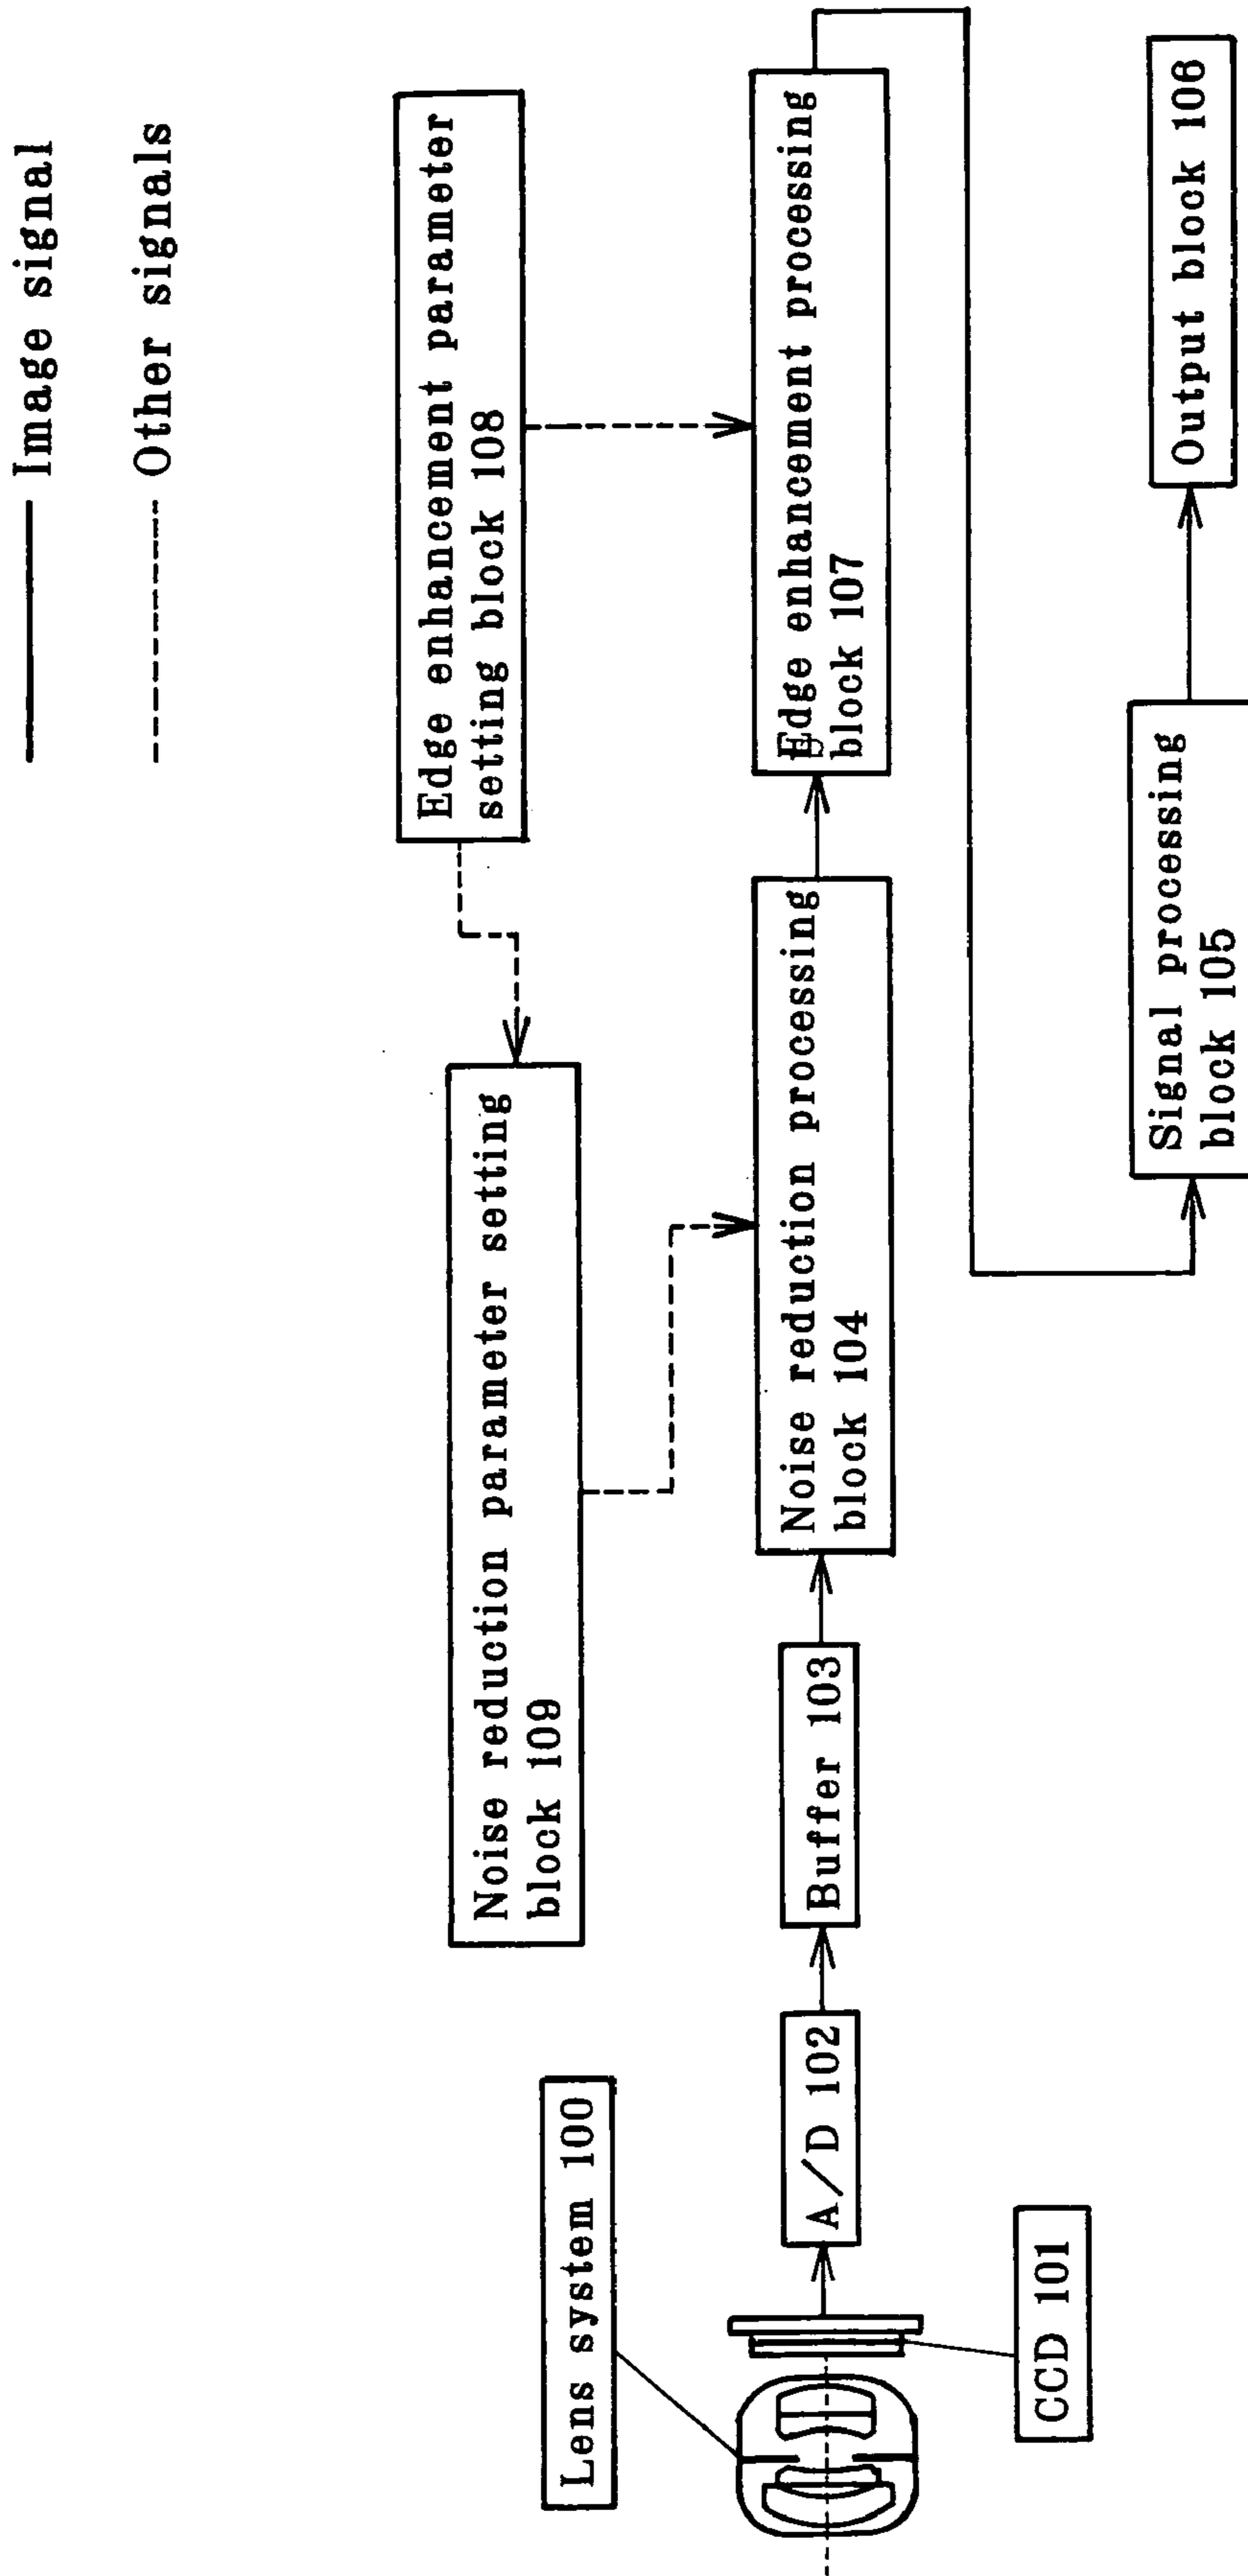 Image signal
Other signals
Edge enhancement parameter
setting block 108
Noise reduction parameter setting
block 109
Lens system 100
CCD 101
A/D 102
Buffer 103
Noise reduction processing
block 104
Edge enhancement processing
block 107
Signal processing
block 105
Output block 106